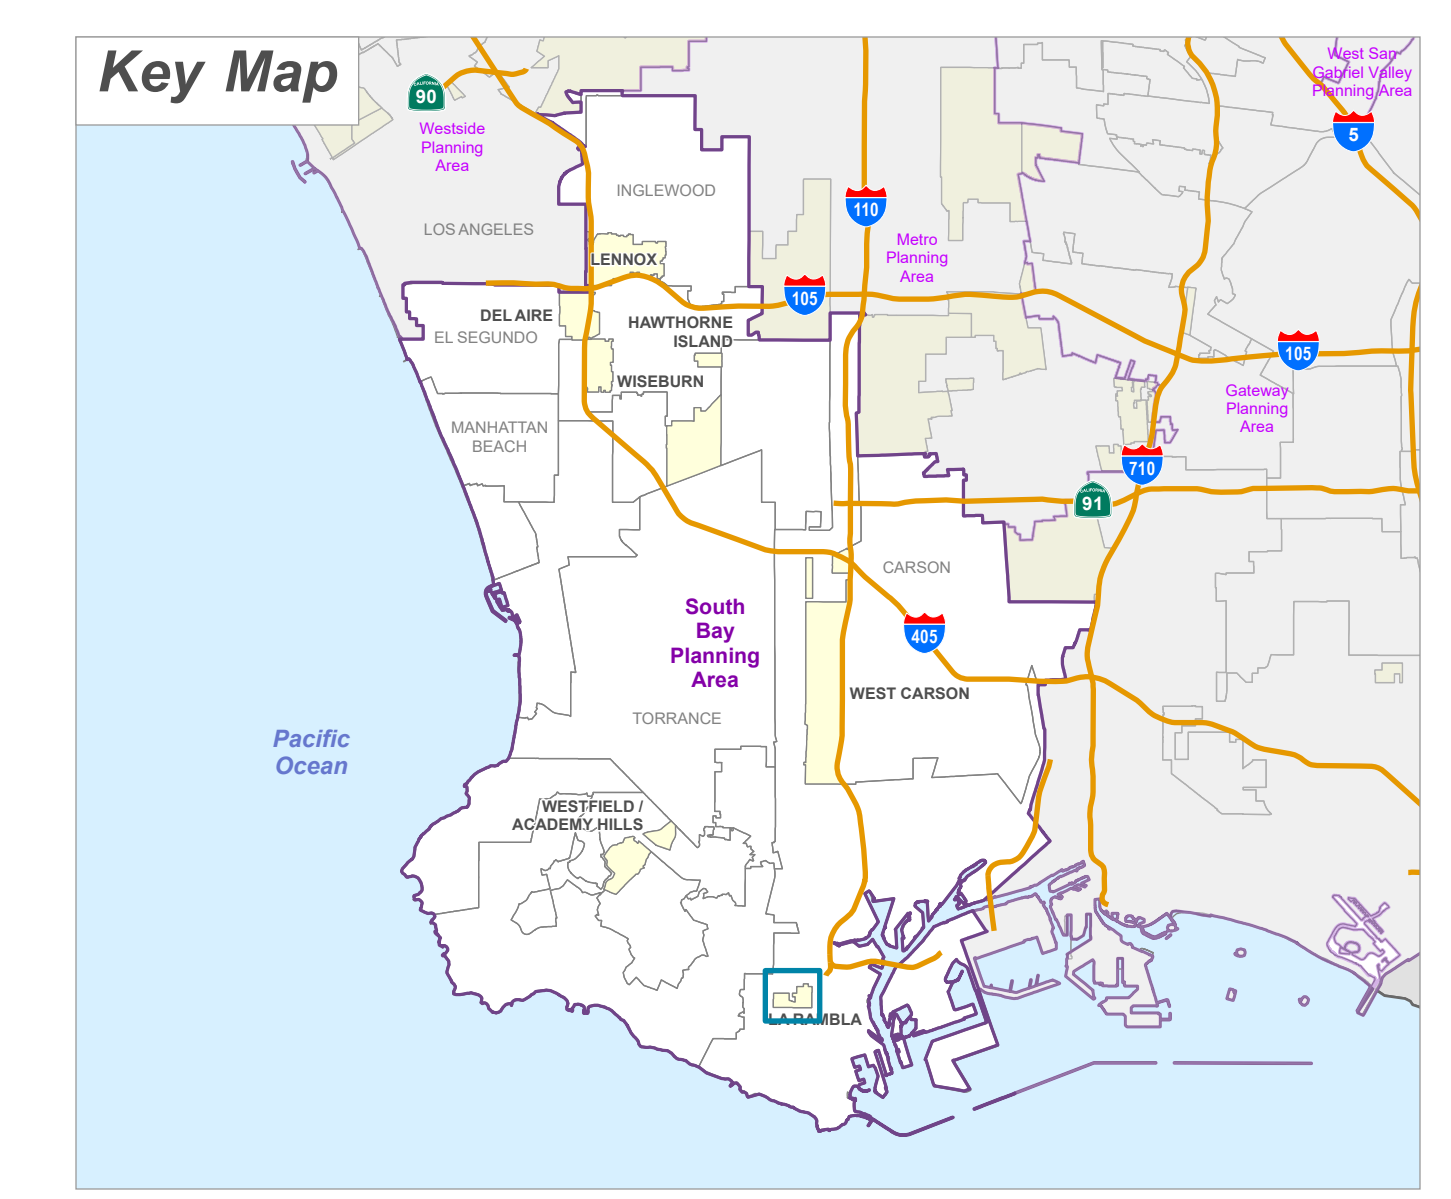 Key Map
West San
Gabriel Valley
Planning Area
CALIFORNIA
90
5
Westside
Planning
Area
INGLEWOOD
110
LOS ANGELES
Metro
Planning
Area
LENNOX
105
DEL AIRE
HAWTHORNE
ISLAND
EL SEGUNDO
105
WISEBURN
Gateway
Planning
Area
MANHATTAN
BEACH
710
CALIFORNIA
91
CARSON
South
Bay
Planning
Area
405
WEST CARSON
TORRANCE
Pacific
Ocean
WESTFIELD /
ACADEMY HILLS
LA RAMBLA